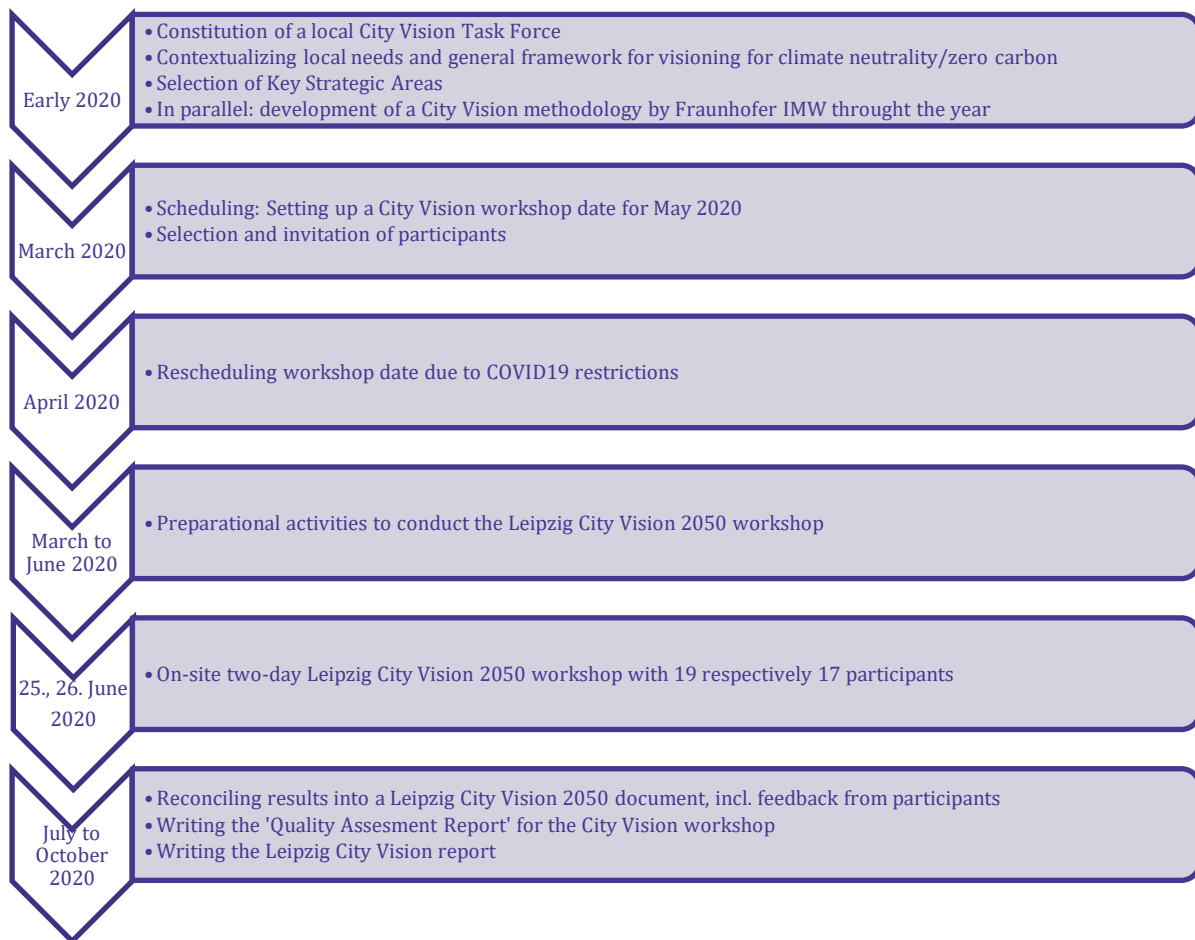 Early 2020
• Constitution of a local City Vision Task Force
• Contextualizing local needs and general framework for visioning for climate neutrality/zero carbon
• Selection of Key Strategic Areas
• In parallel: development of a City Vision methodology by Fraunhofer IMW throught the year
March 2020
• Scheduling: Setting up a City Vision workshop date for May 2020
• Selection and invitation of participants
April 2020
• Rescheduling workshop date due to COVID19 restrictions
March to
June 2020
• Preparational activities to conduct the Leipzig City Vision 2050 workshop
25., 26. June
2020
• On-site two-day Leipzig City Vision 2050 workshop with 19 respectively 17 participants
July to
October
2020
• Reconciling results into a Leipzig City Vision 2050 document, incl. feedback from participants
• Writing the 'Quality Assesment Report' for the City Vision workshop
• Writing the Leipzig City Vision report